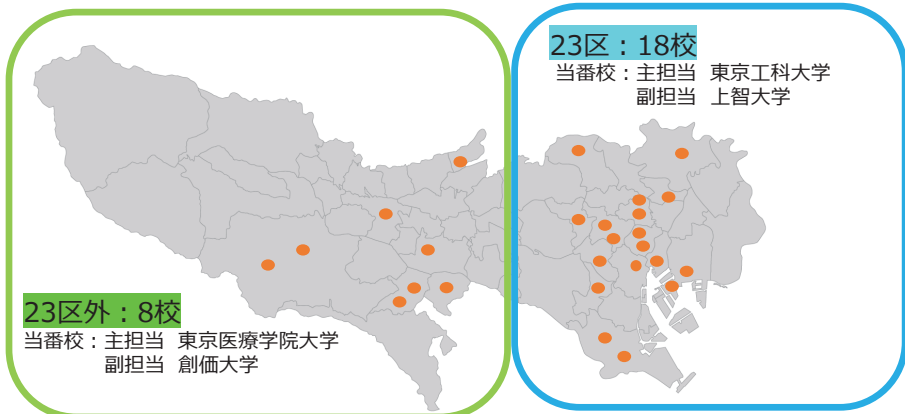 23区：18校
当番校：主担当 東京工科大学
副担当 上智大学
23区外：8校
当番校：主担当 東京医療学院大学
副担当 創価大学